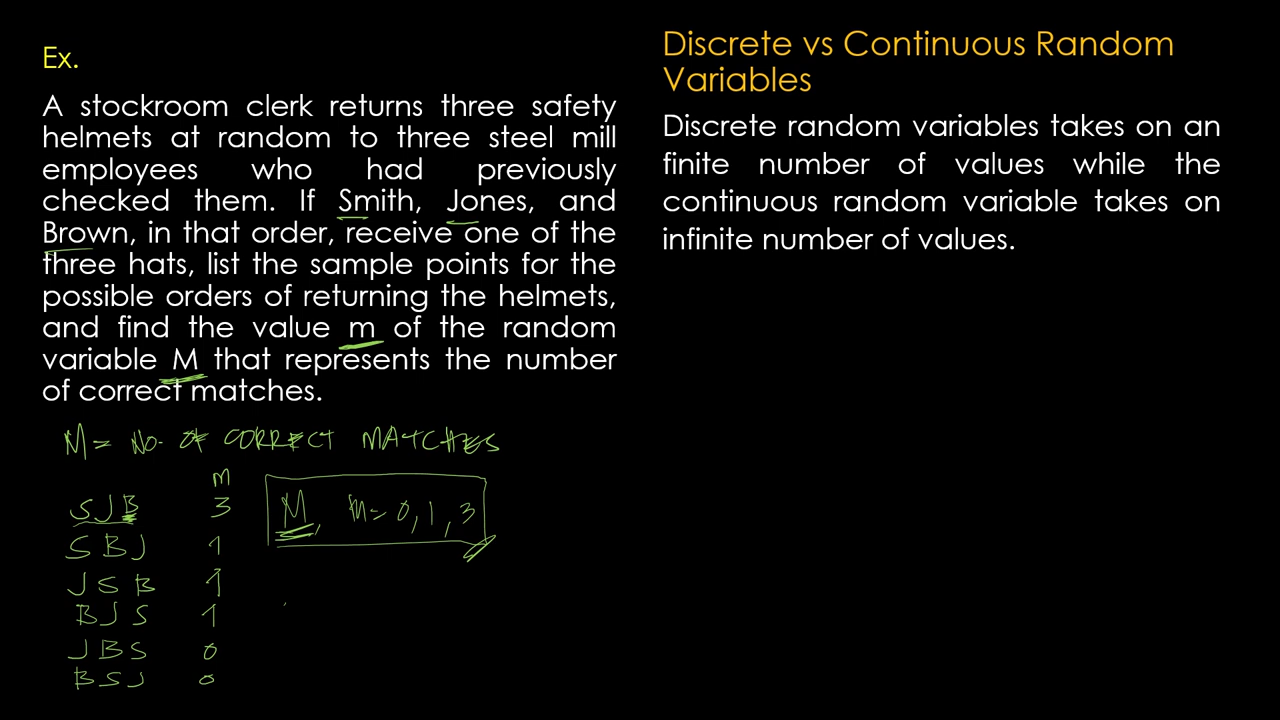 Ex.
A stockroom clerk returns three safety
helmets at random to three steel mill
employees who had previously
checked them. If Smith, Jones, and
Brown, in that order, receive one of the
three hats, list the sample points for the
possible orders of returning the helmets,
and find the value m of the random
variable M that represents the number
of correct matches.
M = NO. OF CORRECT MATCHES
m
SJB 3
SBJ 1
JSB 1
BJS 1
JBS 0
BSJ 0
M, m = 0, 1, 3
Discrete vs Continuous Random
Variables
Discrete random variables takes on an
finite number of values while the
continuous random variable takes on
infinite number of values.